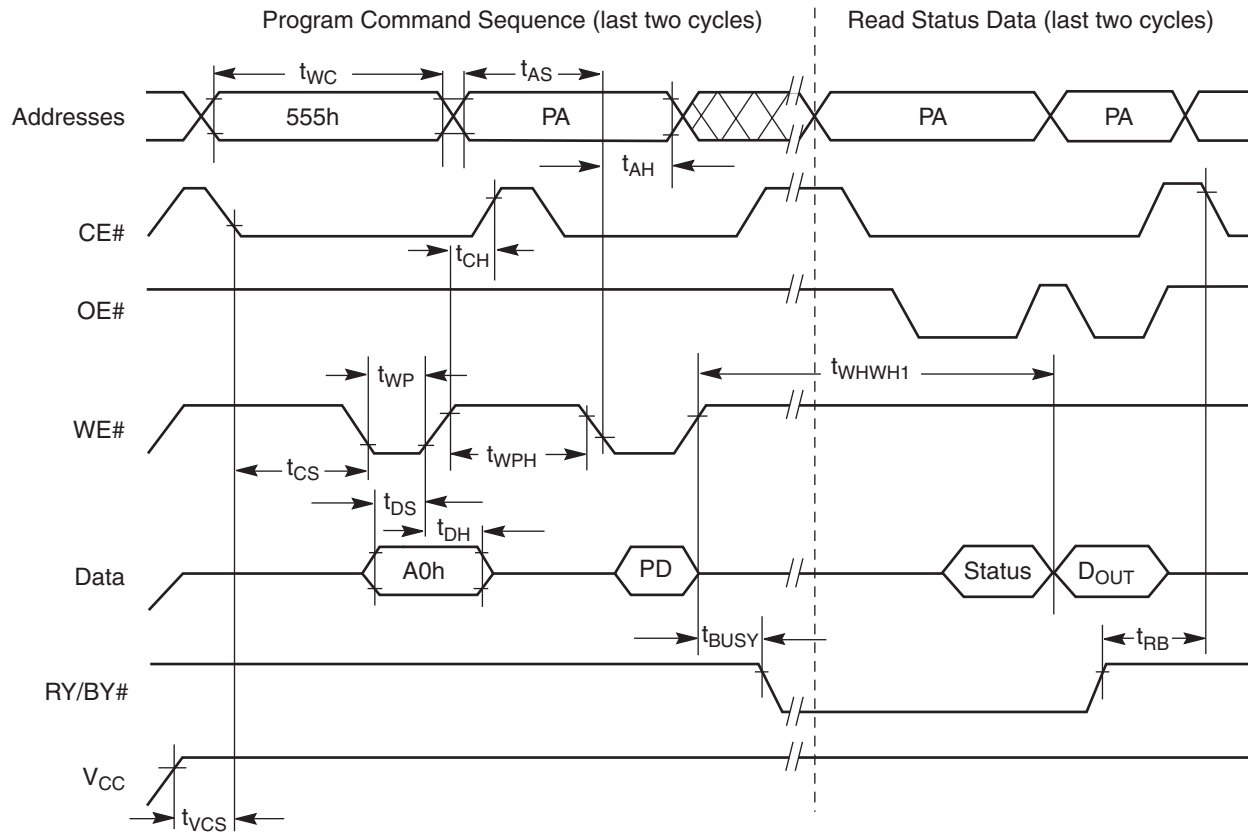 Program Command Sequence (last two cycles)
Read Status Data (last two cycles)
tWC
tAS
Addresses
555h
PA
PA
PA
tAH
CE#
tCH
OE#
tWP
tWHWH1
WE#
tCS
tWPH
tDS
tDH
Data
A0h
PD
Status
DOUT
tBUSY
tRB
RY/BY#
VCC
tVCS